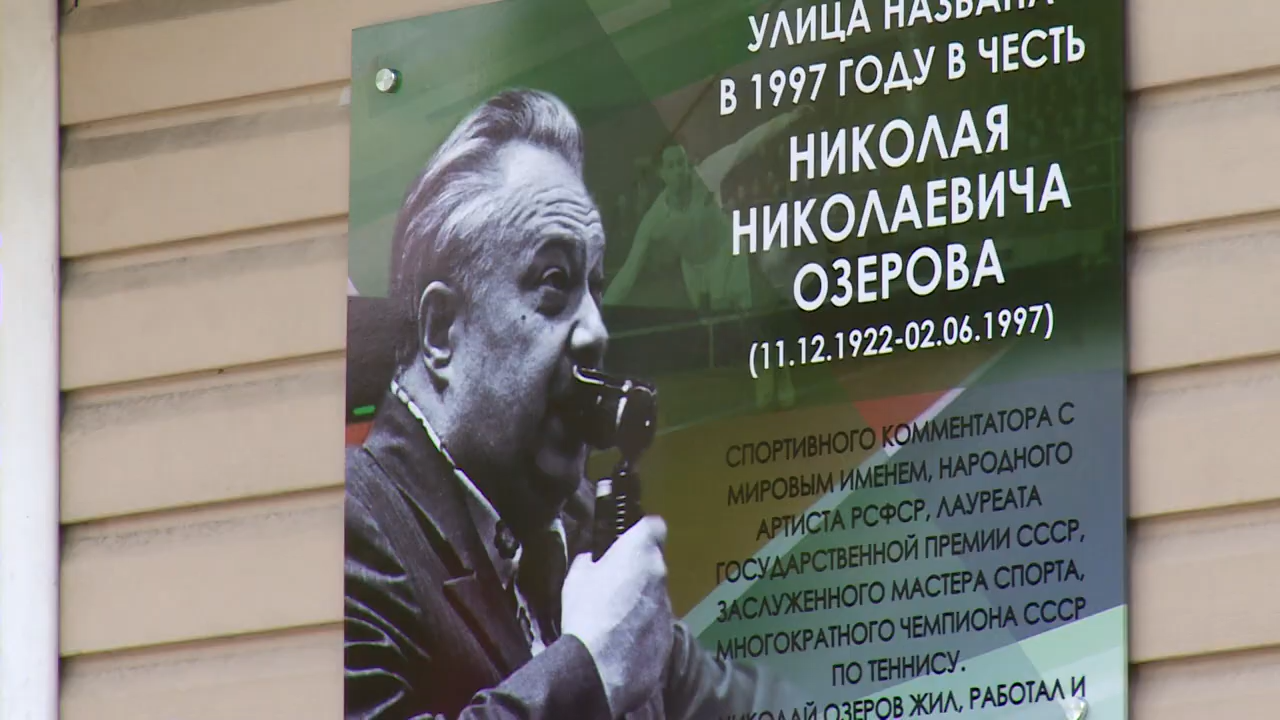 УЛИЦА НАЗВАНА
В 1997 ГОДУ В ЧЕСТЬ
НИКОЛАЯ
НИКОЛАЕВИЧА
ОЗЕРОВА
(11.12.1922-02.06.1997)
СПОРТИВНОГО КОММЕНТАТОРА С
МИРОВЫМ ИМЕНЕМ, НАРОДНОГО
АРТИСТА РСФСР, ЛАУРЕАТА
ГОСУДАРСТВЕННОЙ ПРЕМИИ СССР,
ЗАСЛУЖЕННОГО МАСТЕРА СПОРТА,
МНОГОКРАТНОГО ЧЕМПИОНА СССР
ПО ТЕННИСУ.
НИКОЛАЙ ОЗЕРОВ ЖИЛ, РАБОТАЛ И